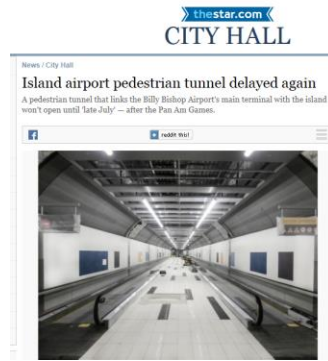 thestar.com
CITY HALL
News / City Hall
Island airport pedestrian tunnel delayed again
A pedestrian tunnel that links the Billy Bishop Airport's main terminal with the island
won't open until 'late July' — after the Pan Am Games.
reddit this!